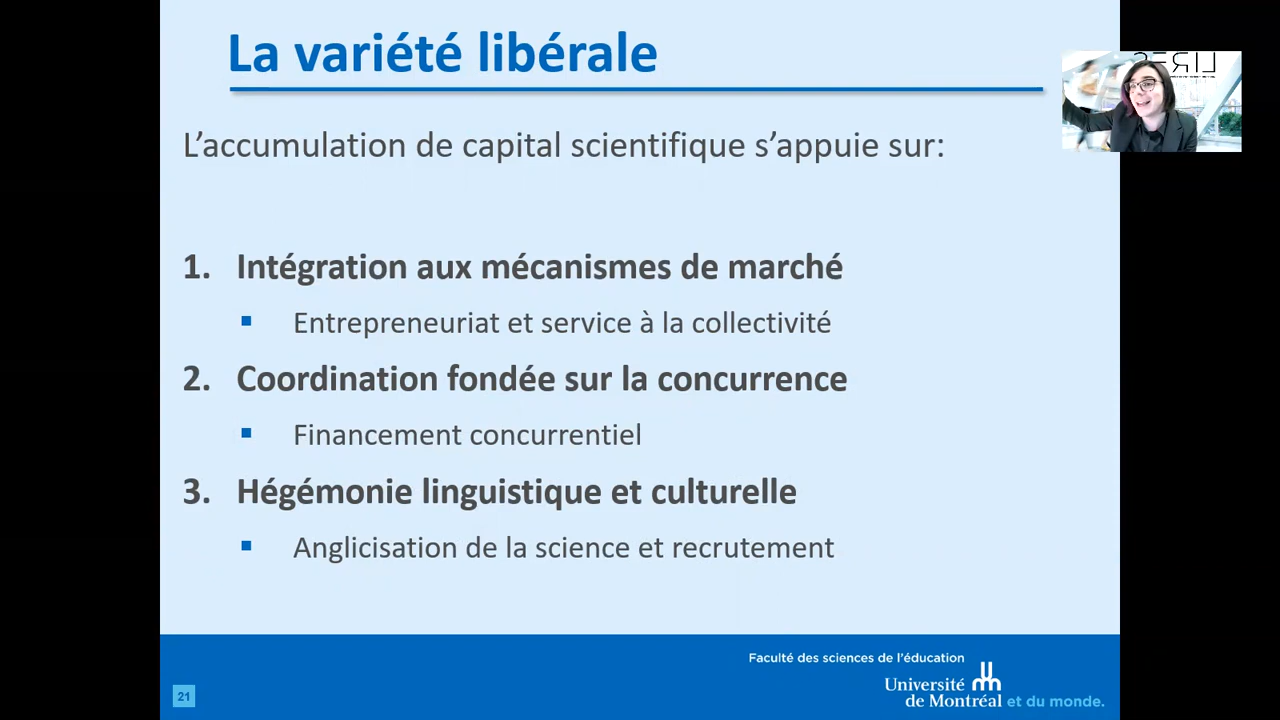 La variété libérale
L’accumulation de capital scientifique s’appuie sur:
1. Intégration aux mécanismes de marché
▪ Entrepreneuriat et service à la collectivité
2. Coordination fondée sur la concurrence
▪ Financement concurrentiel
3. Hégémonie linguistique et culturelle
▪ Anglicisation de la science et recrutement
Faculté des sciences de l’éducation
Université
de Montréal et du monde.
21